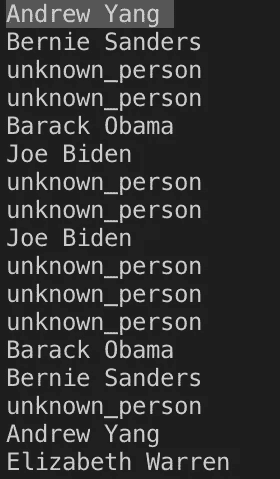 Andrew Yang
Bernie Sanders
unknown_person
unknown_person
Barack Obama
Joe Biden
unknown_person
unknown_person
Joe Biden
unknown_person
unknown_person
unknown_person
Barack Obama
Bernie Sanders
unknown_person
Andrew Yang
Elizabeth Warren